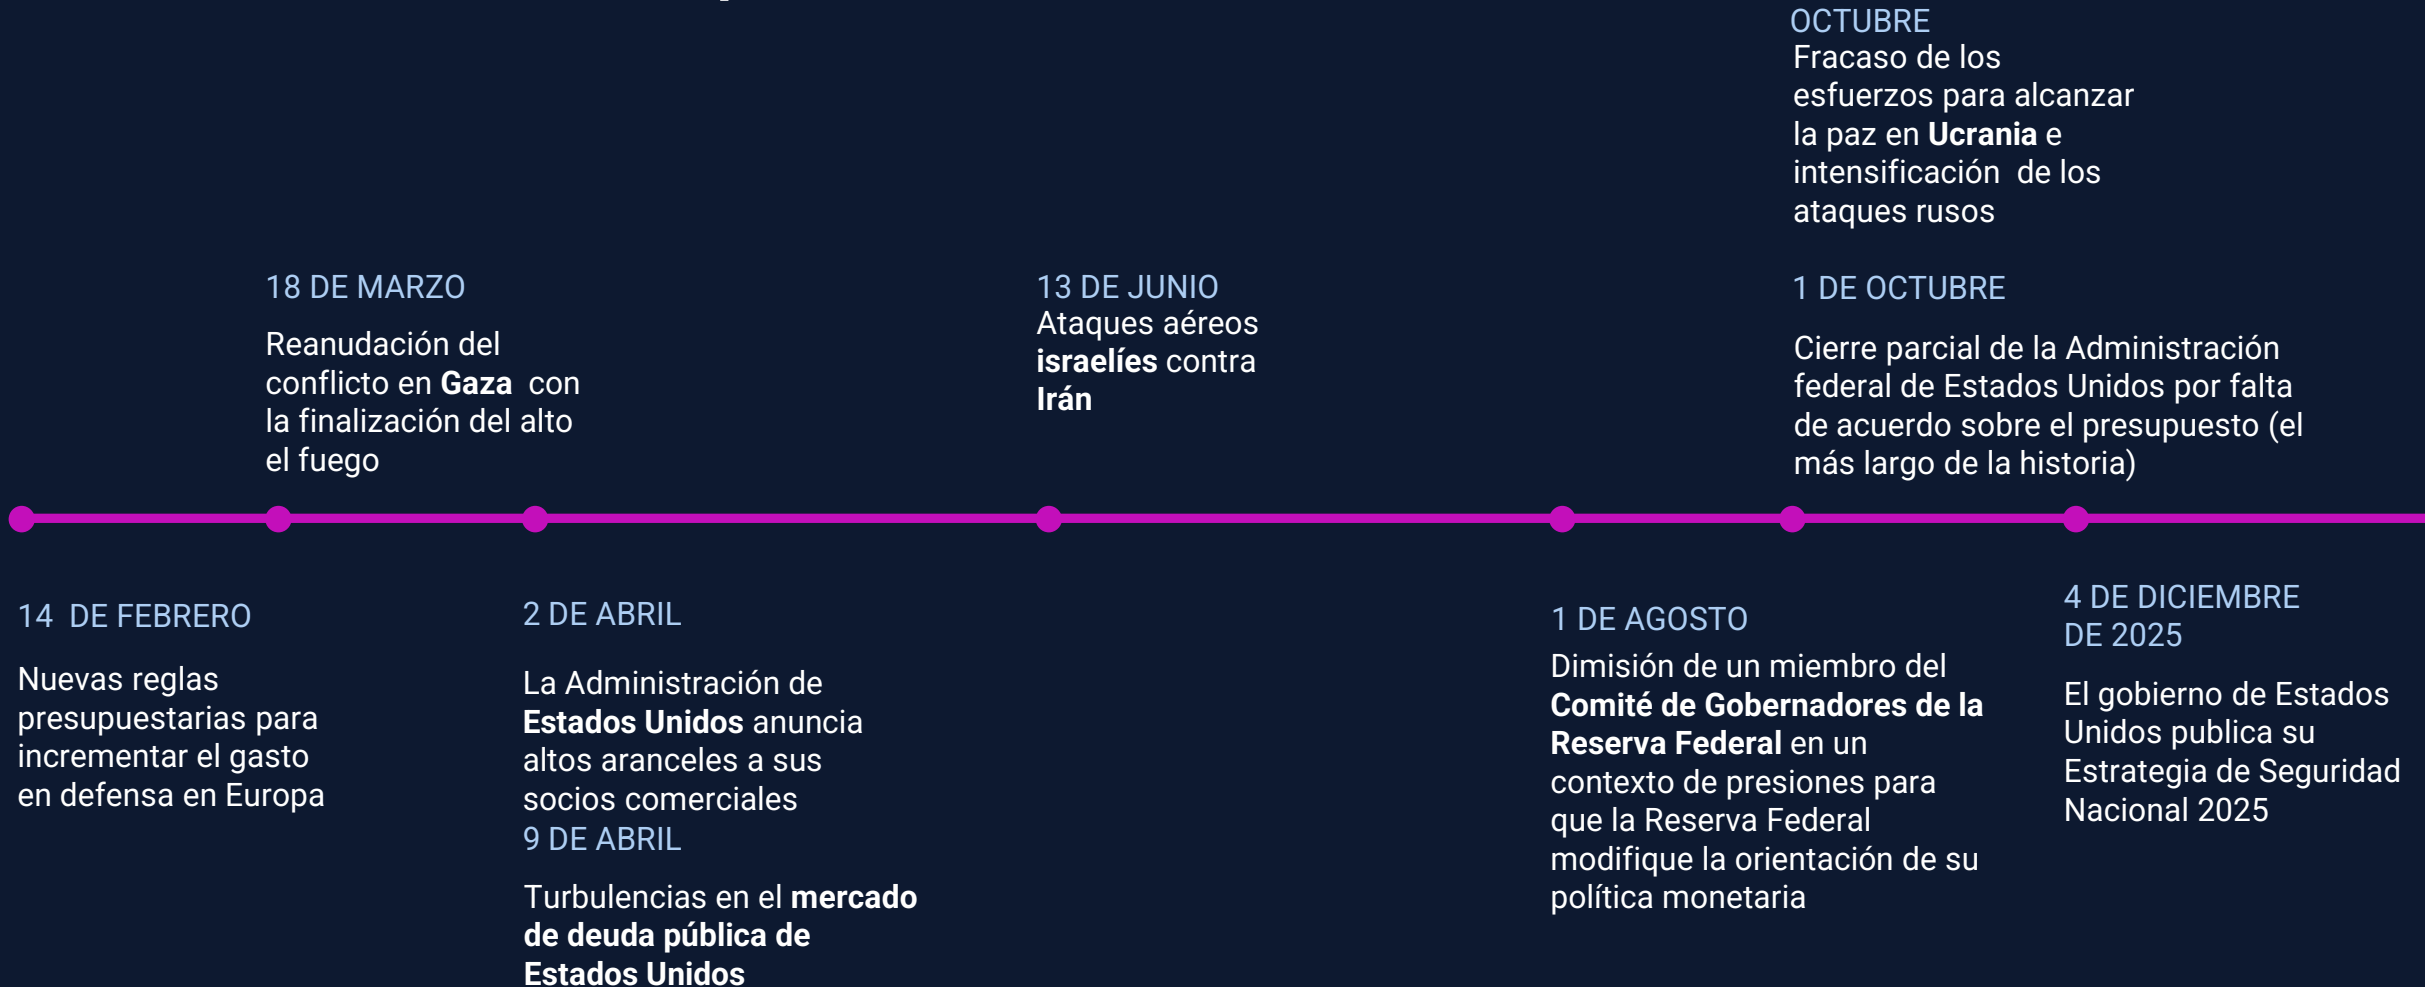 OCTUBRE
Fracaso de los
esfuerzos para alcanzar
la paz en Ucrania e
intensificación  de los
ataques rusos
18 DE MARZO
Reanudación del
conflicto en Gaza  con
la finalización del alto
el fuego
13 DE JUNIO
Ataques aéreos
israelíes contra
Irán
1 DE OCTUBRE
Cierre parcial de la Administración
federal de Estados Unidos por falta
de acuerdo sobre el presupuesto (el
más largo de la historia)
14  DE FEBRERO
Nuevas reglas
presupuestarias para
incrementar el gasto
en defensa en Europa
2 DE ABRIL
La Administración de
Estados Unidos anuncia
altos aranceles a sus
socios comerciales
9 DE ABRIL
Turbulencias en el mercado
de deuda pública de
Estados Unidos
1 DE AGOSTO
Dimisión de un miembro del
Comité de Gobernadores de la
Reserva Federal en un
contexto de presiones para
que la Reserva Federal
modifique la orientación de su
política monetaria
4 DE DICIEMBRE
DE 2025
El gobierno de Estados
Unidos publica su
Estrategia de Seguridad
Nacional 2025